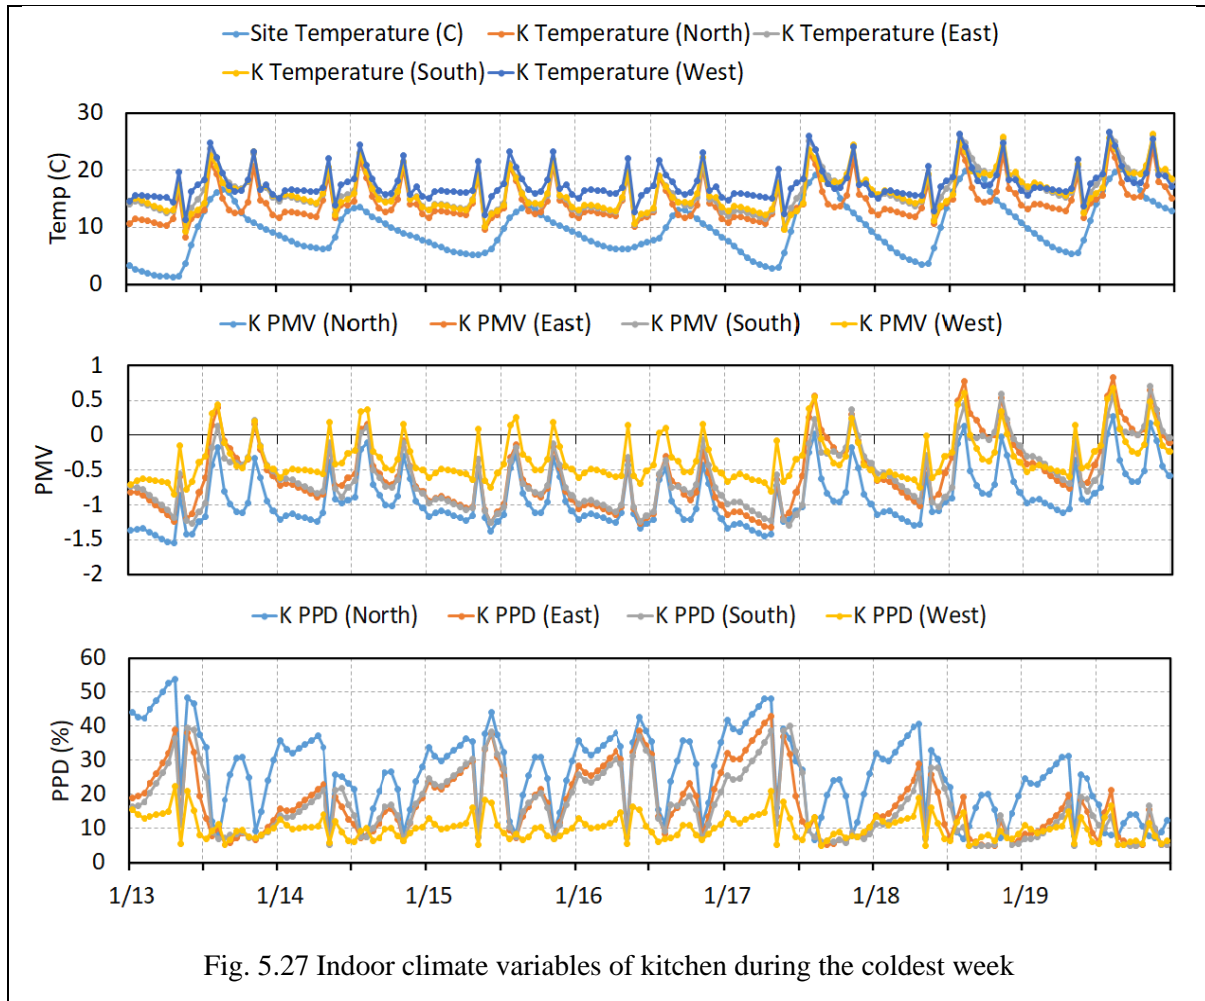 Site Temperature (C) K Temperature (North) K Temperature (East)
K Temperature (South) K Temperature (West)
30
20
10
0
Temp (C)
K PMV (North) K PMV (East) K PMV (South) K PMV (West)
1
0.5
0
-0.5
-1
-1.5
-2
PMV
K PPD (North) K PPD (East) K PPD (South) K PPD (West)
60
50
40
30
20
10
0
PPD (%)
1/13 1/14 1/15 1/16 1/17 1/18 1/19
Fig. 5.27 Indoor climate variables of kitchen during the coldest week